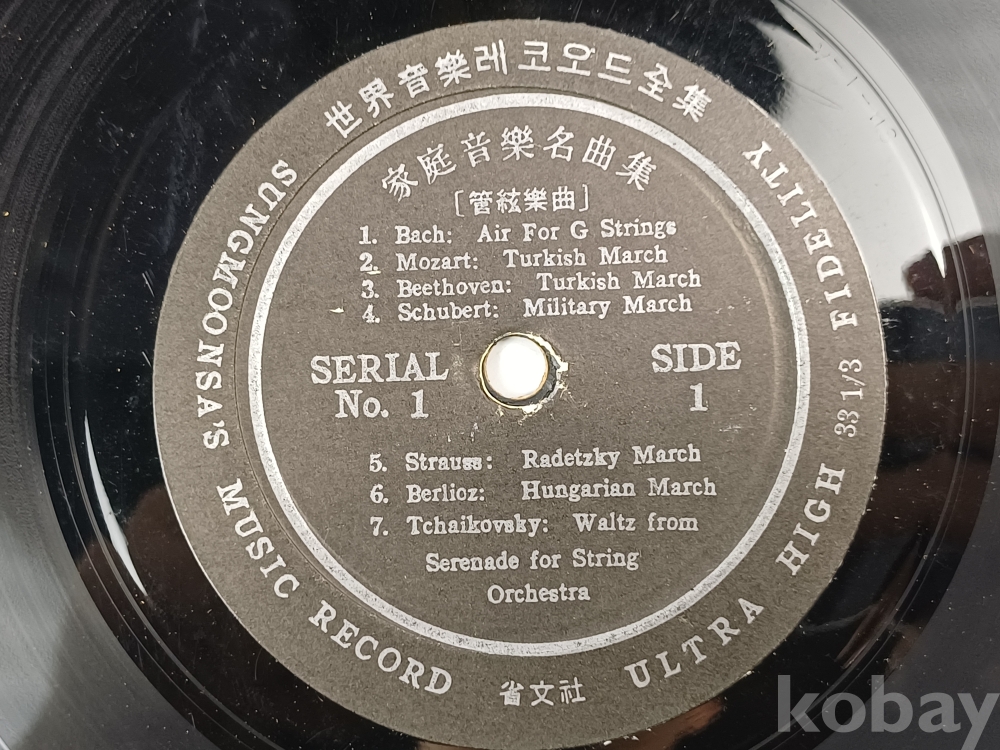 世界音樂레코오드全集
家庭音樂名曲集
[管絃樂曲]
1. Bach: Air For G Strings
2. Mozart: Turkish March
3. Beethoven: Turkish March
4. Schubert: Military March
SERIAL No. 1
SIDE 1
5. Strauss: Radetzky March
6. Berlioz: Hungarian March
7. Tchaikovsky: Waltz from
Serenade for String
Orchestra
SUNGMOONSA'S MUSIC RECORD
省文社
ULTRA HIGH 33 1/3 FIDELITY
kobay